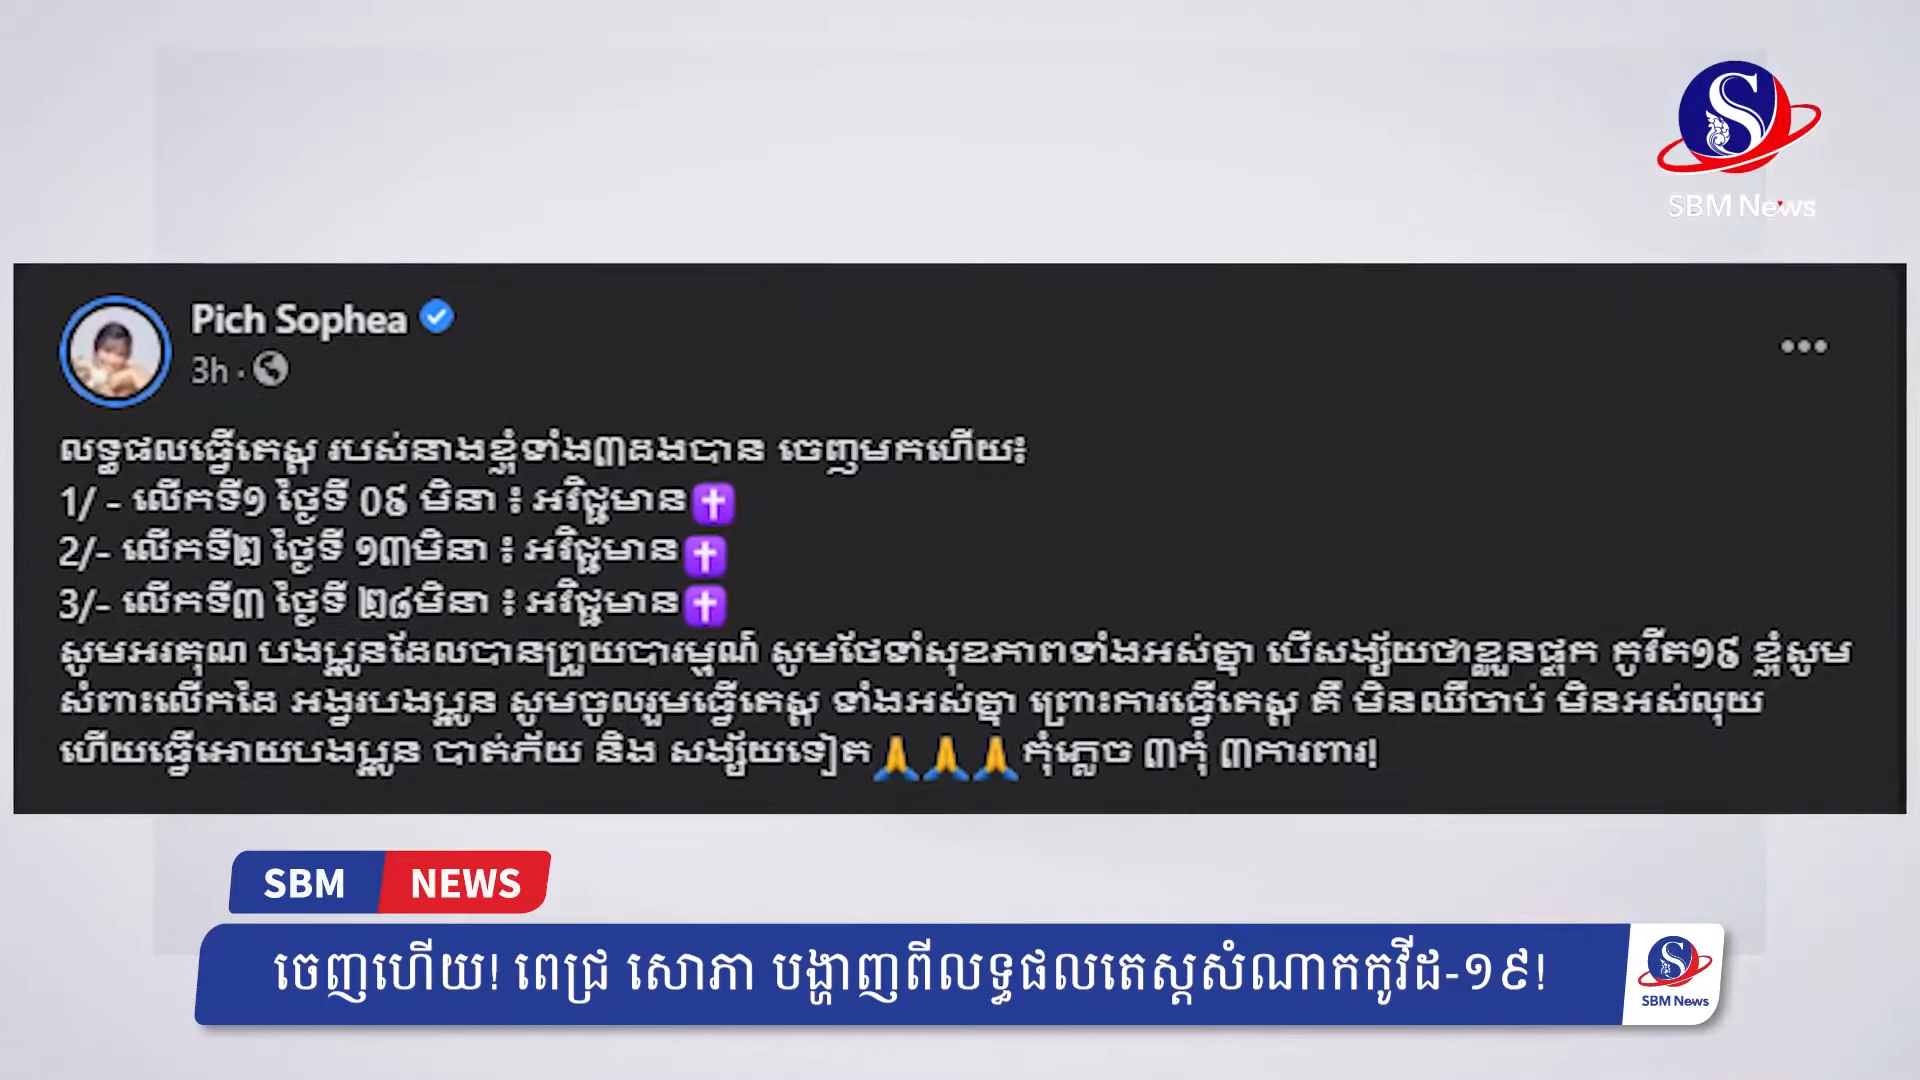 SBM News
Pich Sophea
3h ·
លទ្ធផលធ្វើតេស្ត របស់នាងខ្ញុំទាំង៣ដងបាន ចេញមកហើយ៖
1/ - លើកទី១ ថ្ងៃទី 0៩ មិនា ៖ អវិជ្ជមាន✝️
2/- លើកទី២ ថ្ងៃទី ១៣មិនា ៖ អវិជ្ជមាន✝️
3/- លើកទី៣ ថ្ងៃទី ២៨មិនា ៖ អវិជ្ជមាន✝️
សូមអរគុណ បងប្អូនដែលបានព្រួយបារម្មណ៍ សូមថែទាំសុខភាពទាំងអស់គ្នា បើសង្ស័យថាខ្លួនផ្ទុក កូវីត១៩ ខ្ញុំសូម
សំពាះលើកដៃ អង្វរបងប្អូន សូមចូលរួមធ្វើតេស្ត ទាំងអស់គ្នា ព្រោះការធ្វើតេស្ត គឺ មិនឈឺចាប់ មិនអស់លុយ
ហើយធ្វើអោយបងប្អូន បាត់ភ័យ និង សង្ស័យទៀត🙏🙏🙏កុំភ្លេច ៣កុំ ៣ការពារ!
SBM NEWS
ចេញហើយ! ពេជ្រ សោភា បង្ហាញពីលទ្ធផលតេស្តសំណាកកូវីដ-១៩!
SBM News